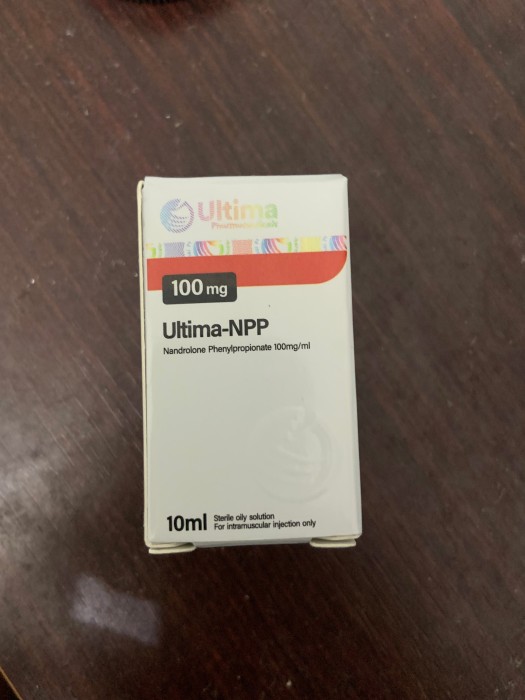 Ultima
Pharmaceuticals
100 mg
Ultima-NPP
Nandrolone Phenylpropionate 100mg/ml
10ml
Sterile oily solution
For intramuscular injection only